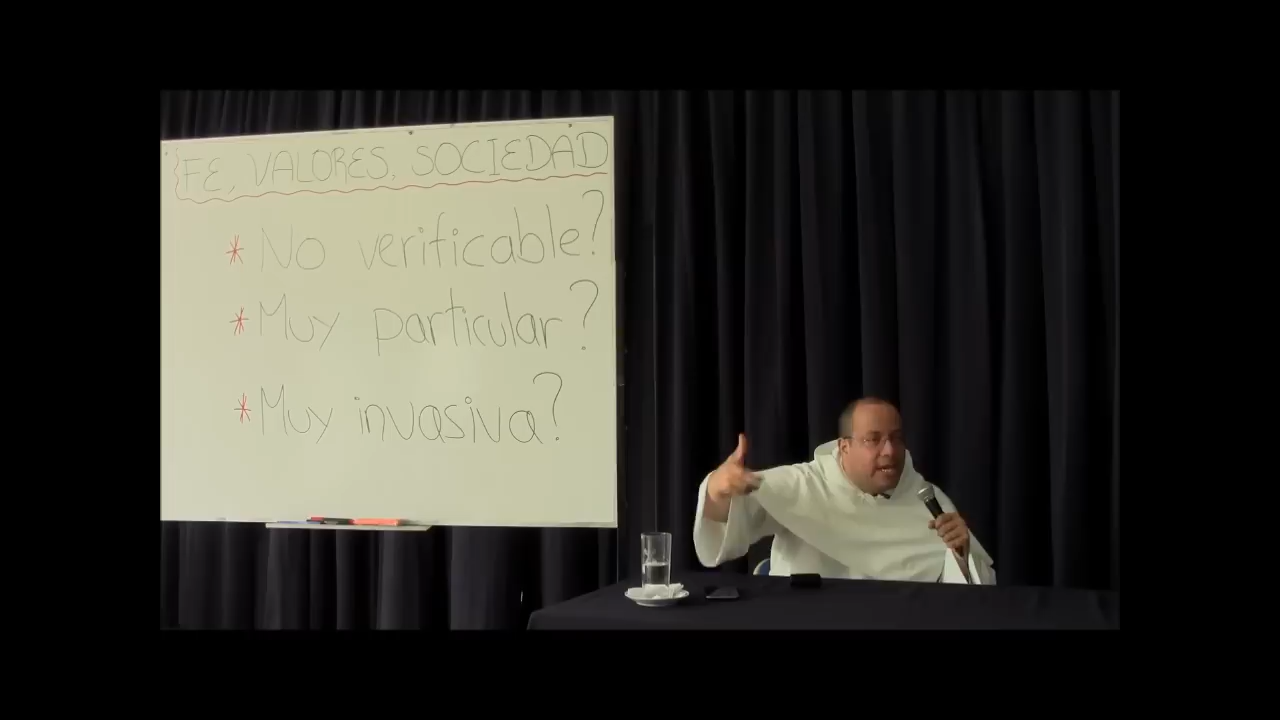 FE, VALORES, SOCIEDAD
* No verificable?
* Muy particular?
* Muy invasiva?